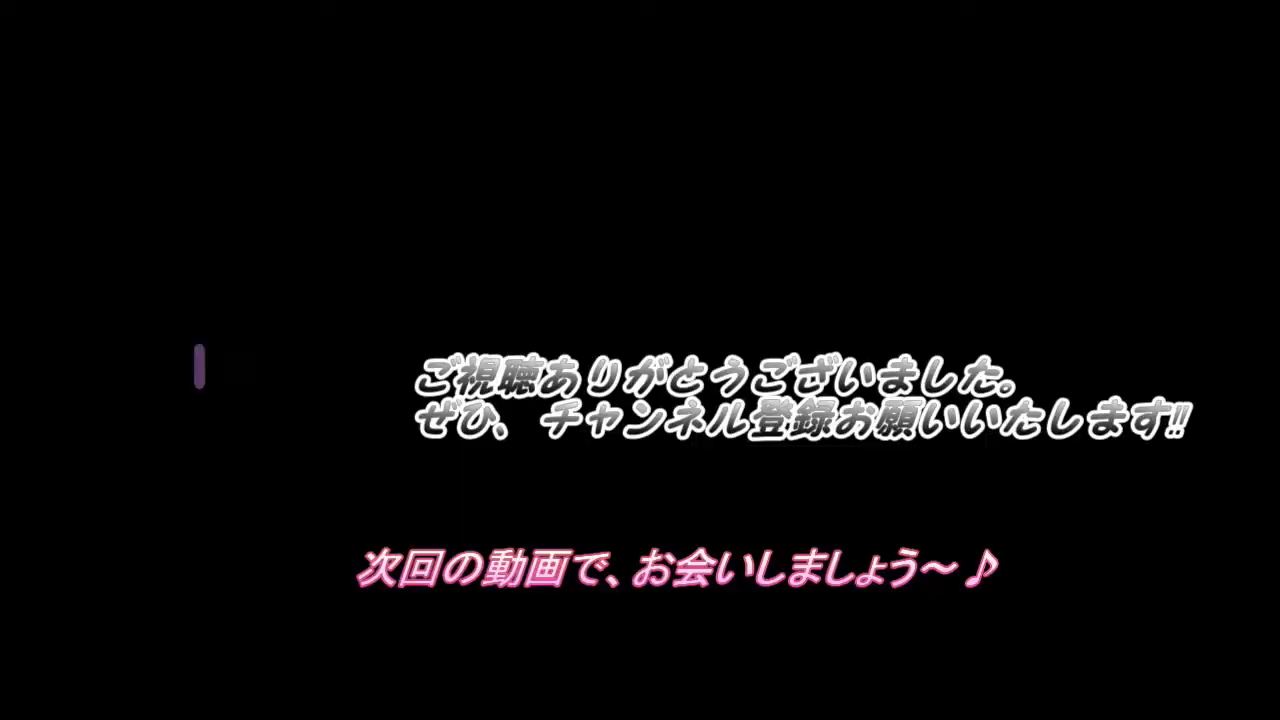 ご視聴ありがとうございました。
ぜひ、チャンネル登録お願いいたします!!
次回の動画で、お会いしましょう～♪